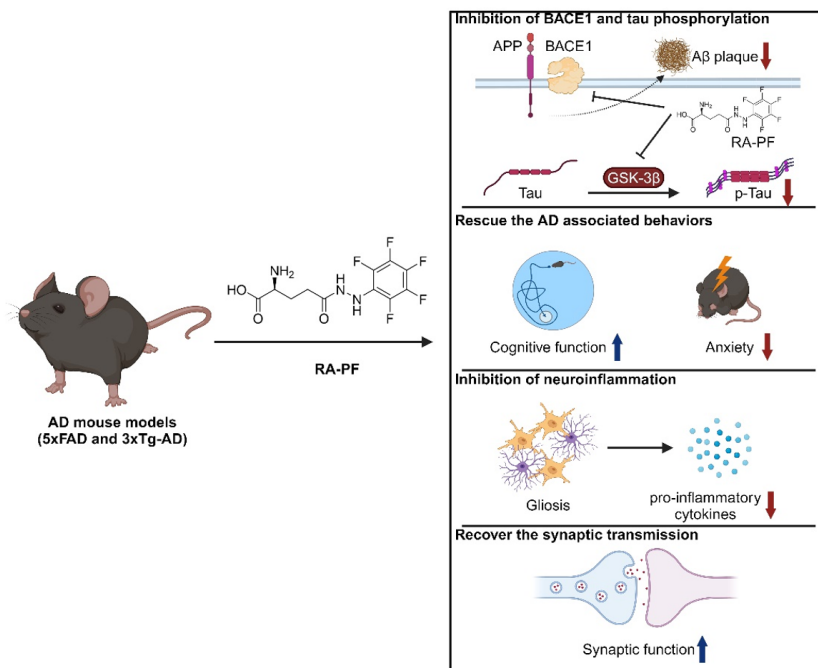 Inhibition of BACE1 and tau phosphorylation
APP BACE1
Aβ plaque
F
F
F
F
F
NH₂
HO
O
O
H
N
N
H
RA-PF
GSK-3β
Tau
p-Tau
Rescue the AD associated behaviors
Cognitive function
Anxiety
Inhibition of neuroinflammation
Gliosis
pro-inflammatory
cytokines
Recover the synaptic transmission
Synaptic function
F
F
F
F
F
NH₂
HO
O
O
H
N
N
H
RA-PF
AD mouse models
(5xFAD and 3xTg-AD)